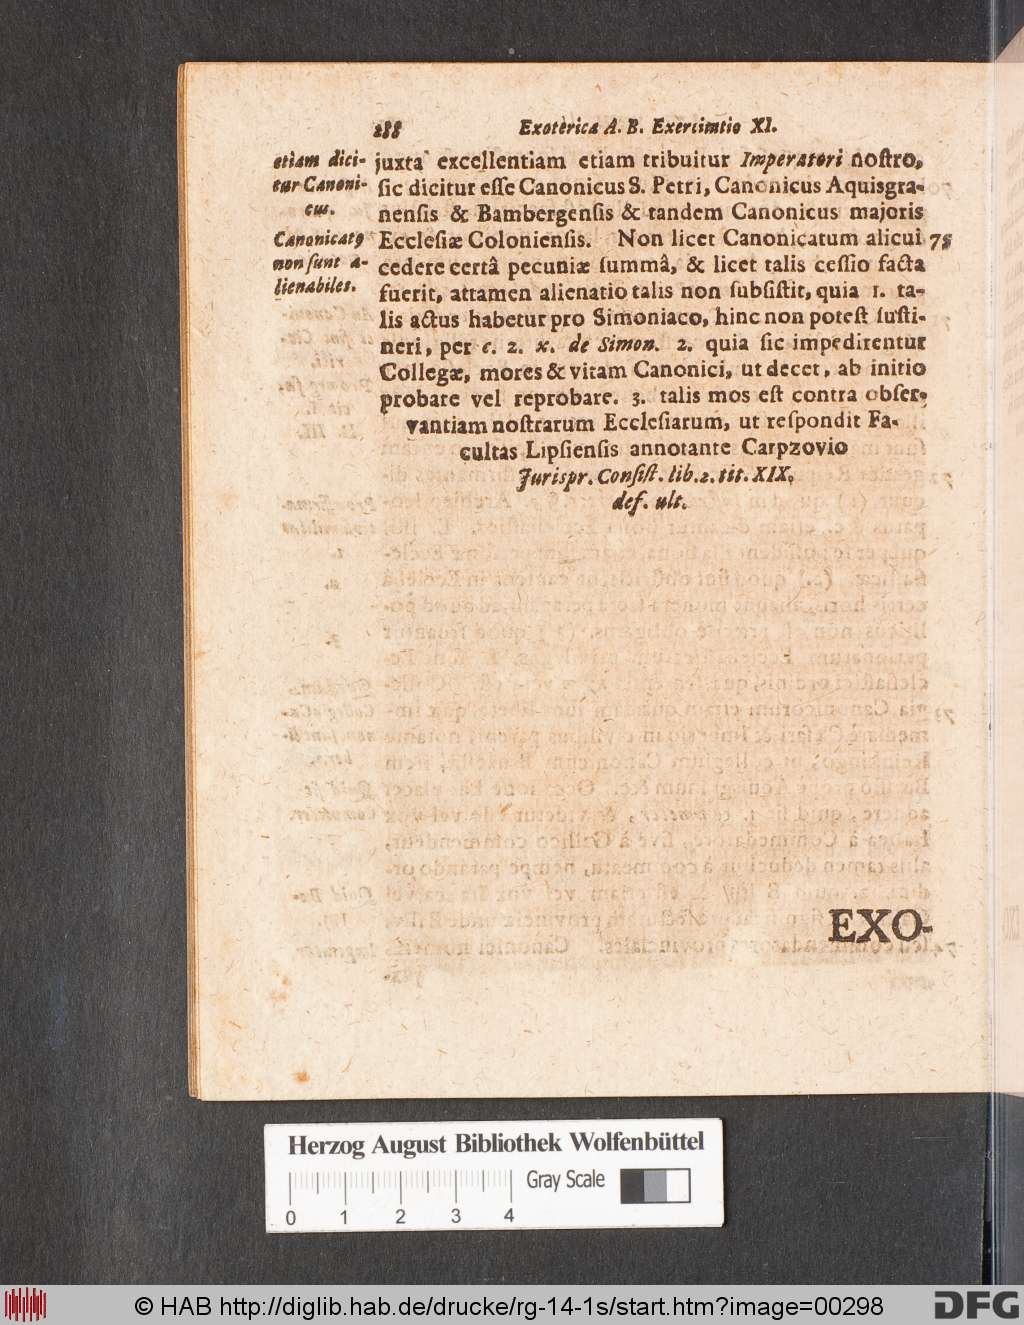 288 Exoterica A. B. Exercitatio XI.
etiam dici-
tur Canoni-
cus.
Canonicatꝰ
non sunt a-
lienabiles.
juxta excellentiam etiam tribuitur Imperatori noſtro,
ſic dicitur eſſe Canonicus S. Petri, Canonicus Aquisgra-
nenſis & Bambergenſis & tandem Canonicus majoris
Eccleſiæ Colonienſis. Non licet Canonicatum alicui 75
cedere certâ pecuniæ ſummâ, & licet talis ceſſio facta
fuerit, attamen alienatio talis non ſubſiſtit, quia 1. ta-
lis actus habetur pro Simoniaco, hinc non poteſt ſuſti-
neri, per c. 2. x. de Simon. 2. quia ſic impedirentur
Collegæ, mores & vitam Canonici, ut decet, ab initio
probare vel reprobare. 3. talis mos eſt contra obſer-
vantiam noſtrarum Eccleſiarum, ut reſpondit Fa-
cultas Lipſienſis annotante Carpzovio
Jurispr. Conſiſt. lib. 2. tit. XIX.
def. ult.
EXO-
Herzog August Bibliothek Wolfenbüttel
Gray Scale
0 1 2 3 4
© HAB http://diglib.hab.de/drucke/rg-14-1s/start.htm?image=00298
DFG